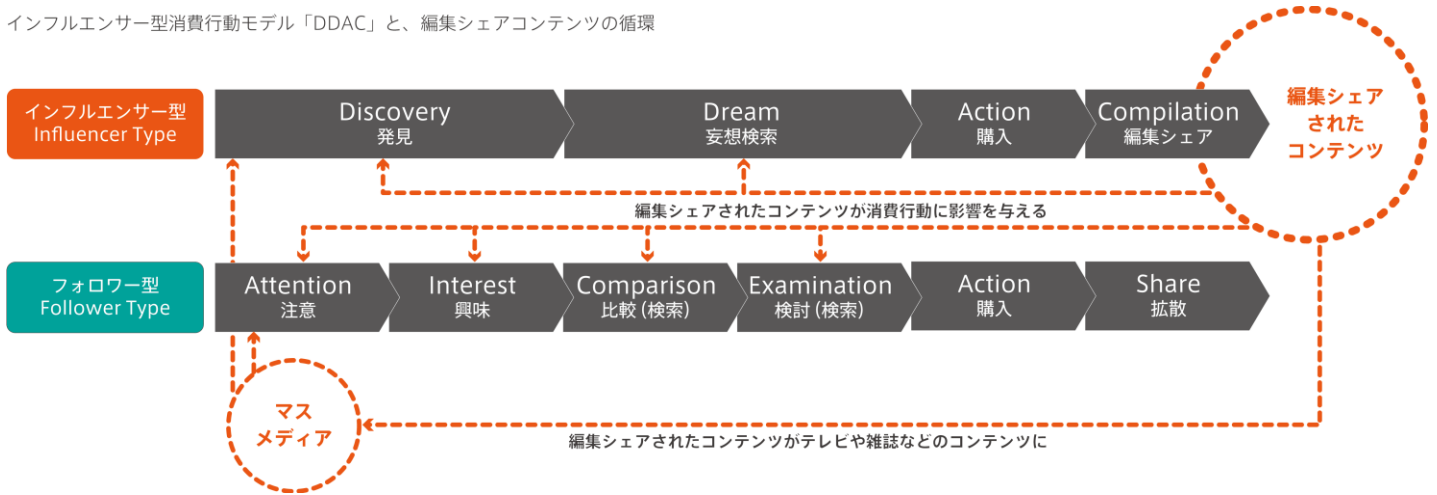 インフルエンサー型消費行動モデル「DDAC」と、編集シェアコンテンツの循環
インフルエンサー型
Influencer Type
Discovery
発見
Dream
妄想検索
Action
購入
Compilation
編集シェア
編集シェア
された
コンテンツ
編集シェアされたコンテンツが消費行動に影響を与える
フォロワー型
Follower Type
Attention
注意
Interest
興味
Comparison
比較 (検索)
Examination
検討 (検索)
Action
購入
Share
拡散
マス
メディア
編集シェアされたコンテンツがテレビや雑誌などのコンテンツに